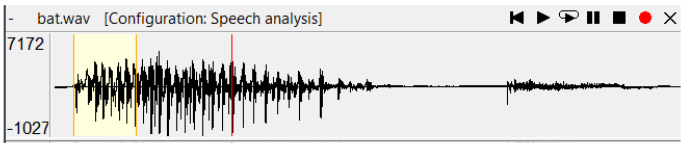 - bat.wav [Configuration: Speech analysis]
7172
-1027